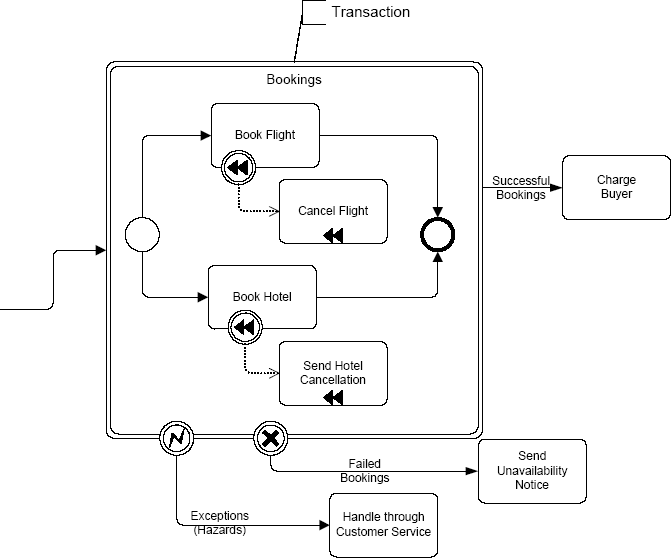 Transaction
Bookings
Book Flight
Cancel Flight
Successful
Bookings
Charge
Buyer
Book Hotel
Send Hotel
Cancellation
Failed
Bookings
Send
Unavailability
Notice
Exceptions
(Hazards)
Handle through
Customer Service